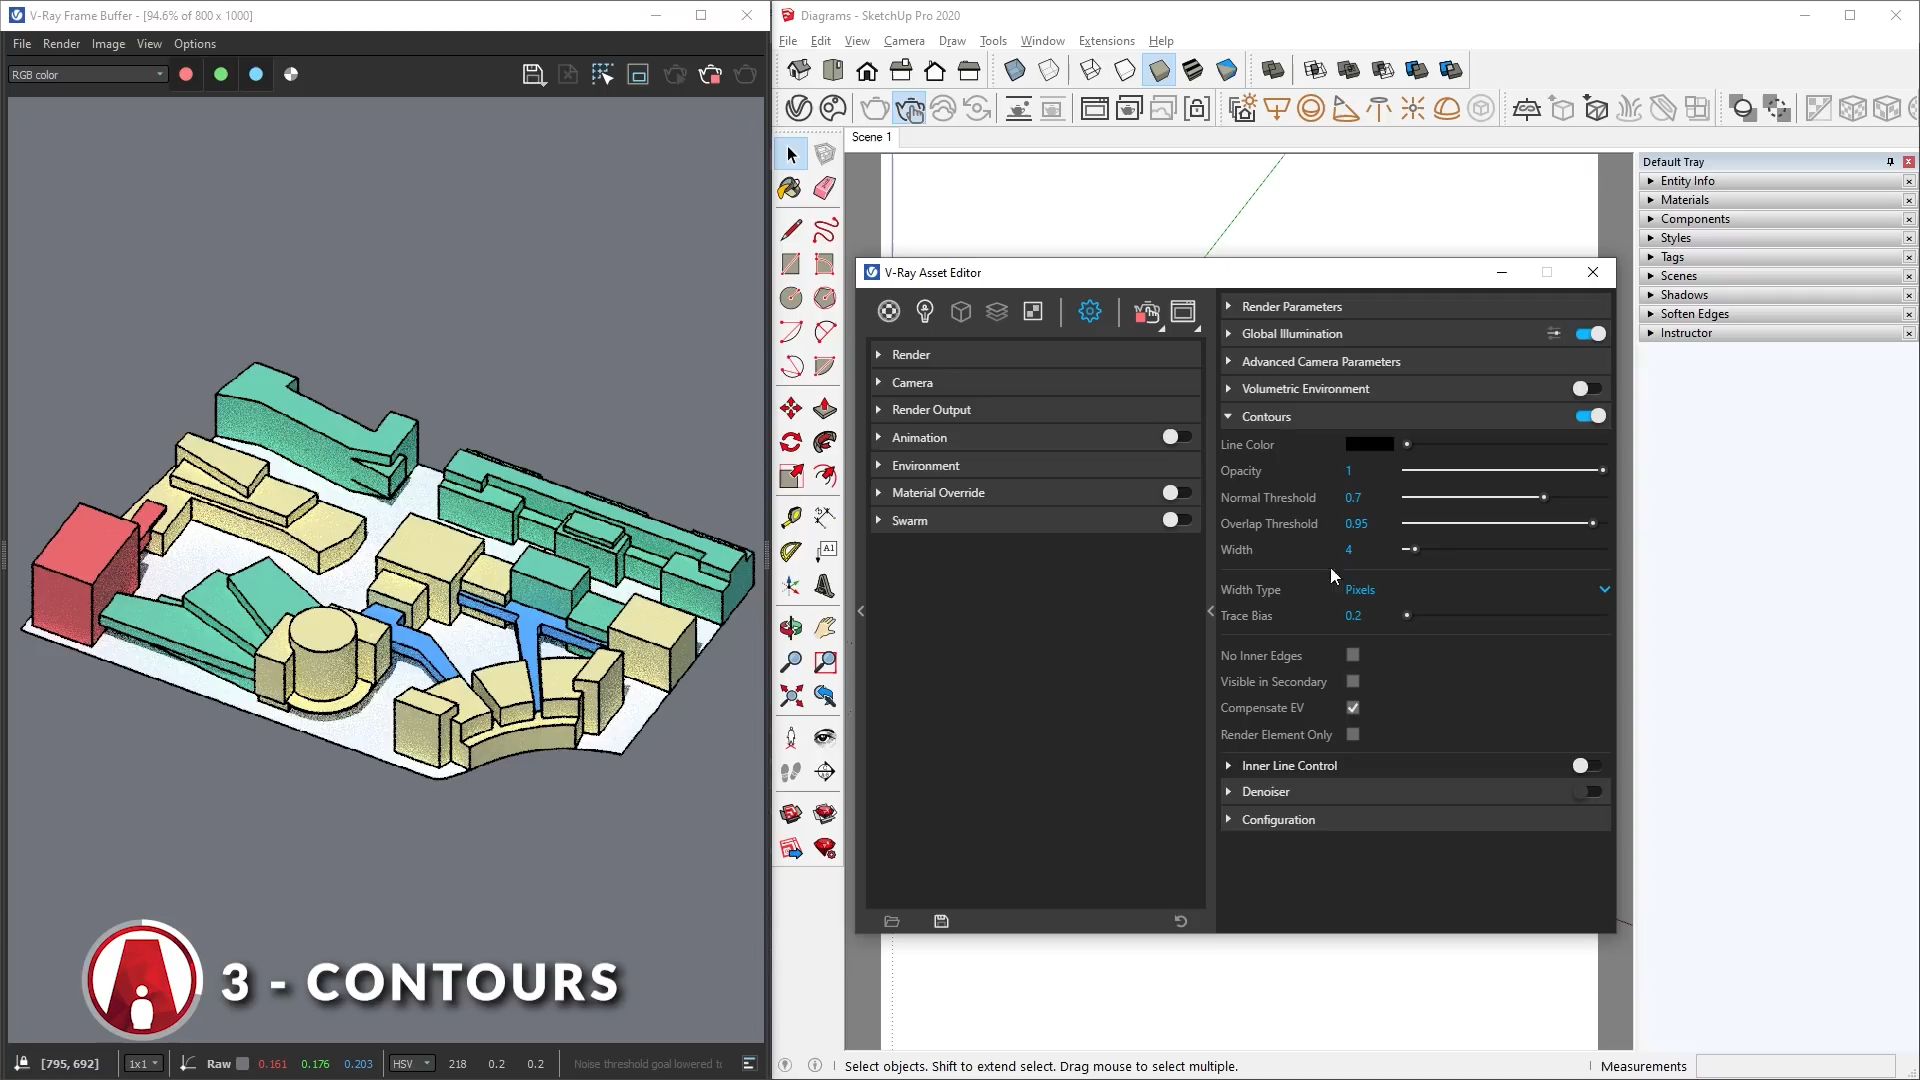 V-Ray Frame Buffer - [94.6% of 800 x 1000]
File Render Image View Options
RGB color
Diagrams - SketchUp Pro 2020
File Edit View Camera Draw Tools Window Extensions Help
Scene 1
Default Tray
Entity Info
Materials
Components
Styles
Tags
Scenes
Shadows
Soften Edges
Instructor
V-Ray Asset Editor
Render
Camera
Render Output
Animation
Environment
Material Override
Swarm
Render Parameters
Global Illumination
Advanced Camera Parameters
Volumetric Environment
Contours
Line Color
Opacity 1
Normal Threshold 0.7
Overlap Threshold 0.95
Width 4
Width Type Pixels
Trace Bias 0.2
No Inner Edges
Visible in Secondary
Compensate EV
Render Element Only
Inner Line Control
Denoiser
Configuration
A1
3 - CONTOURS
[795, 692] 1x1 Raw 0.161 0.176 0.203 HSV 218 0.2 0.2 Noise threshold goal lowered to
Select objects. Shift to extend select. Drag mouse to select multiple.
Measurements